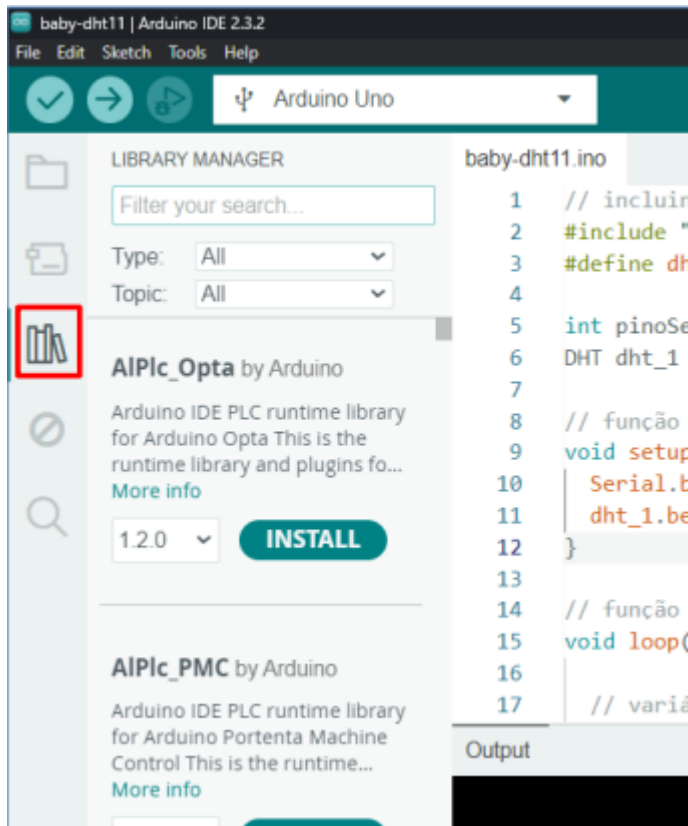 baby-dht11 | Arduino IDE 2.3.2
File Edit Sketch Tools Help
Arduino Uno
LIBRARY MANAGER
Filter your search...
Type: All
Topic: All
AlPlc_Opta by Arduino
Arduino IDE PLC runtime library
for Arduino Opta This is the
runtime library and plugins fo...
More info
1.2.0 INSTALL
AlPlc_PMC by Arduino
Arduino IDE PLC runtime library
for Arduino Portenta Machine
Control This is the runtime...
More info
baby-dht11.ino
1 // incluir
2 #include "
3 #define dh
4
5 int pinoSe
6 DHT dht_1
7
8 // função
9 void setup
10 Serial.b
11 dht_1.be
12 }
13
14 // função
15 void loop(
16
17 // variá
Output